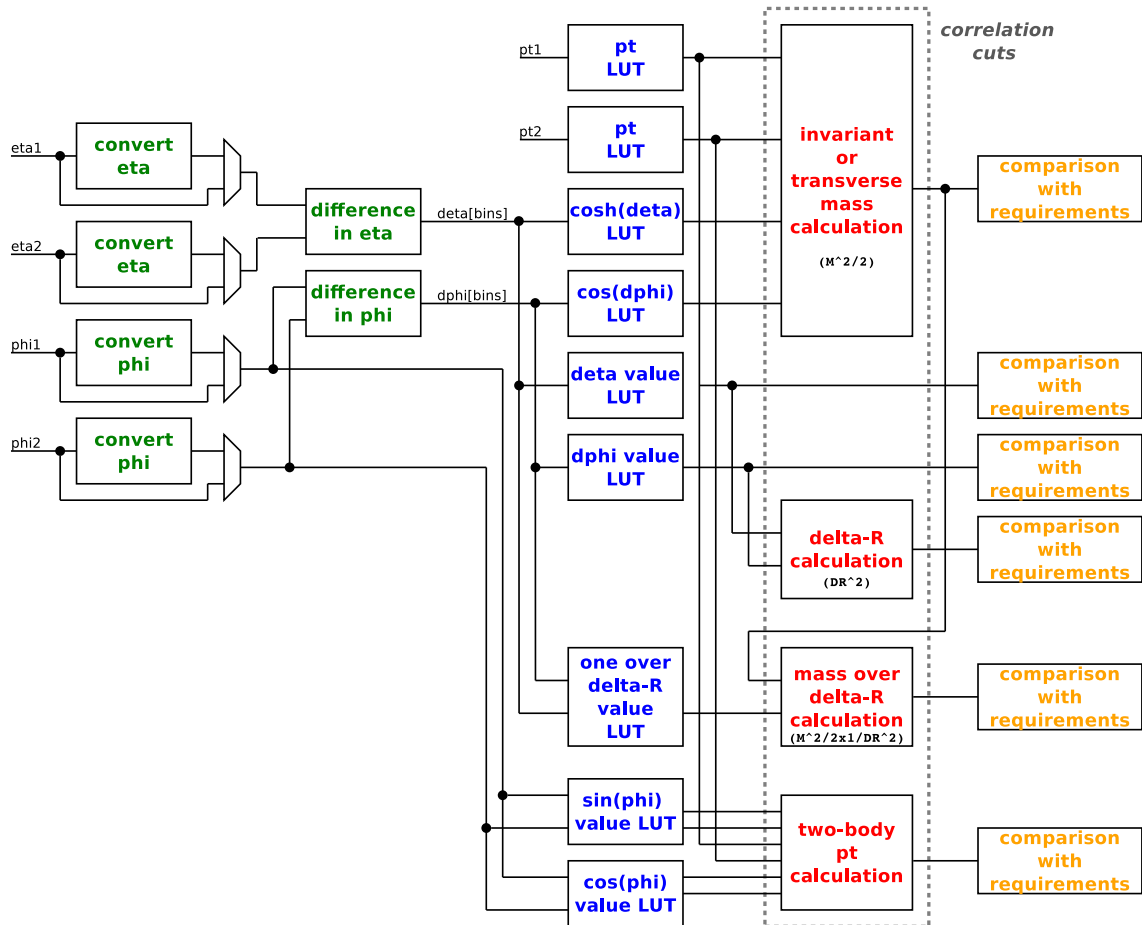 correlation
cuts
pt1
pt
LUT
pt2
pt
LUT
eta1
convert
eta
eta2
convert
eta
phi1
convert
phi
phi2
convert
phi
difference
in eta
difference
in phi
deta[bins]
dphi[bins]
cosh(deta)
LUT
cos(dphi)
LUT
deta value
LUT
dphi value
LUT
one over
delta-R
value
LUT
sin(phi)
value LUT
cos(phi)
value LUT
invariant
or
transverse
mass
calculation
(M^2/2)
delta-R
calculation
(DR^2)
mass over
delta-R
calculation
(M^2/2x1/DR^2)
two-body
pt
calculation
comparison
with
requirements
comparison
with
requirements
comparison
with
requirements
comparison
with
requirements
comparison
with
requirements
comparison
with
requirements